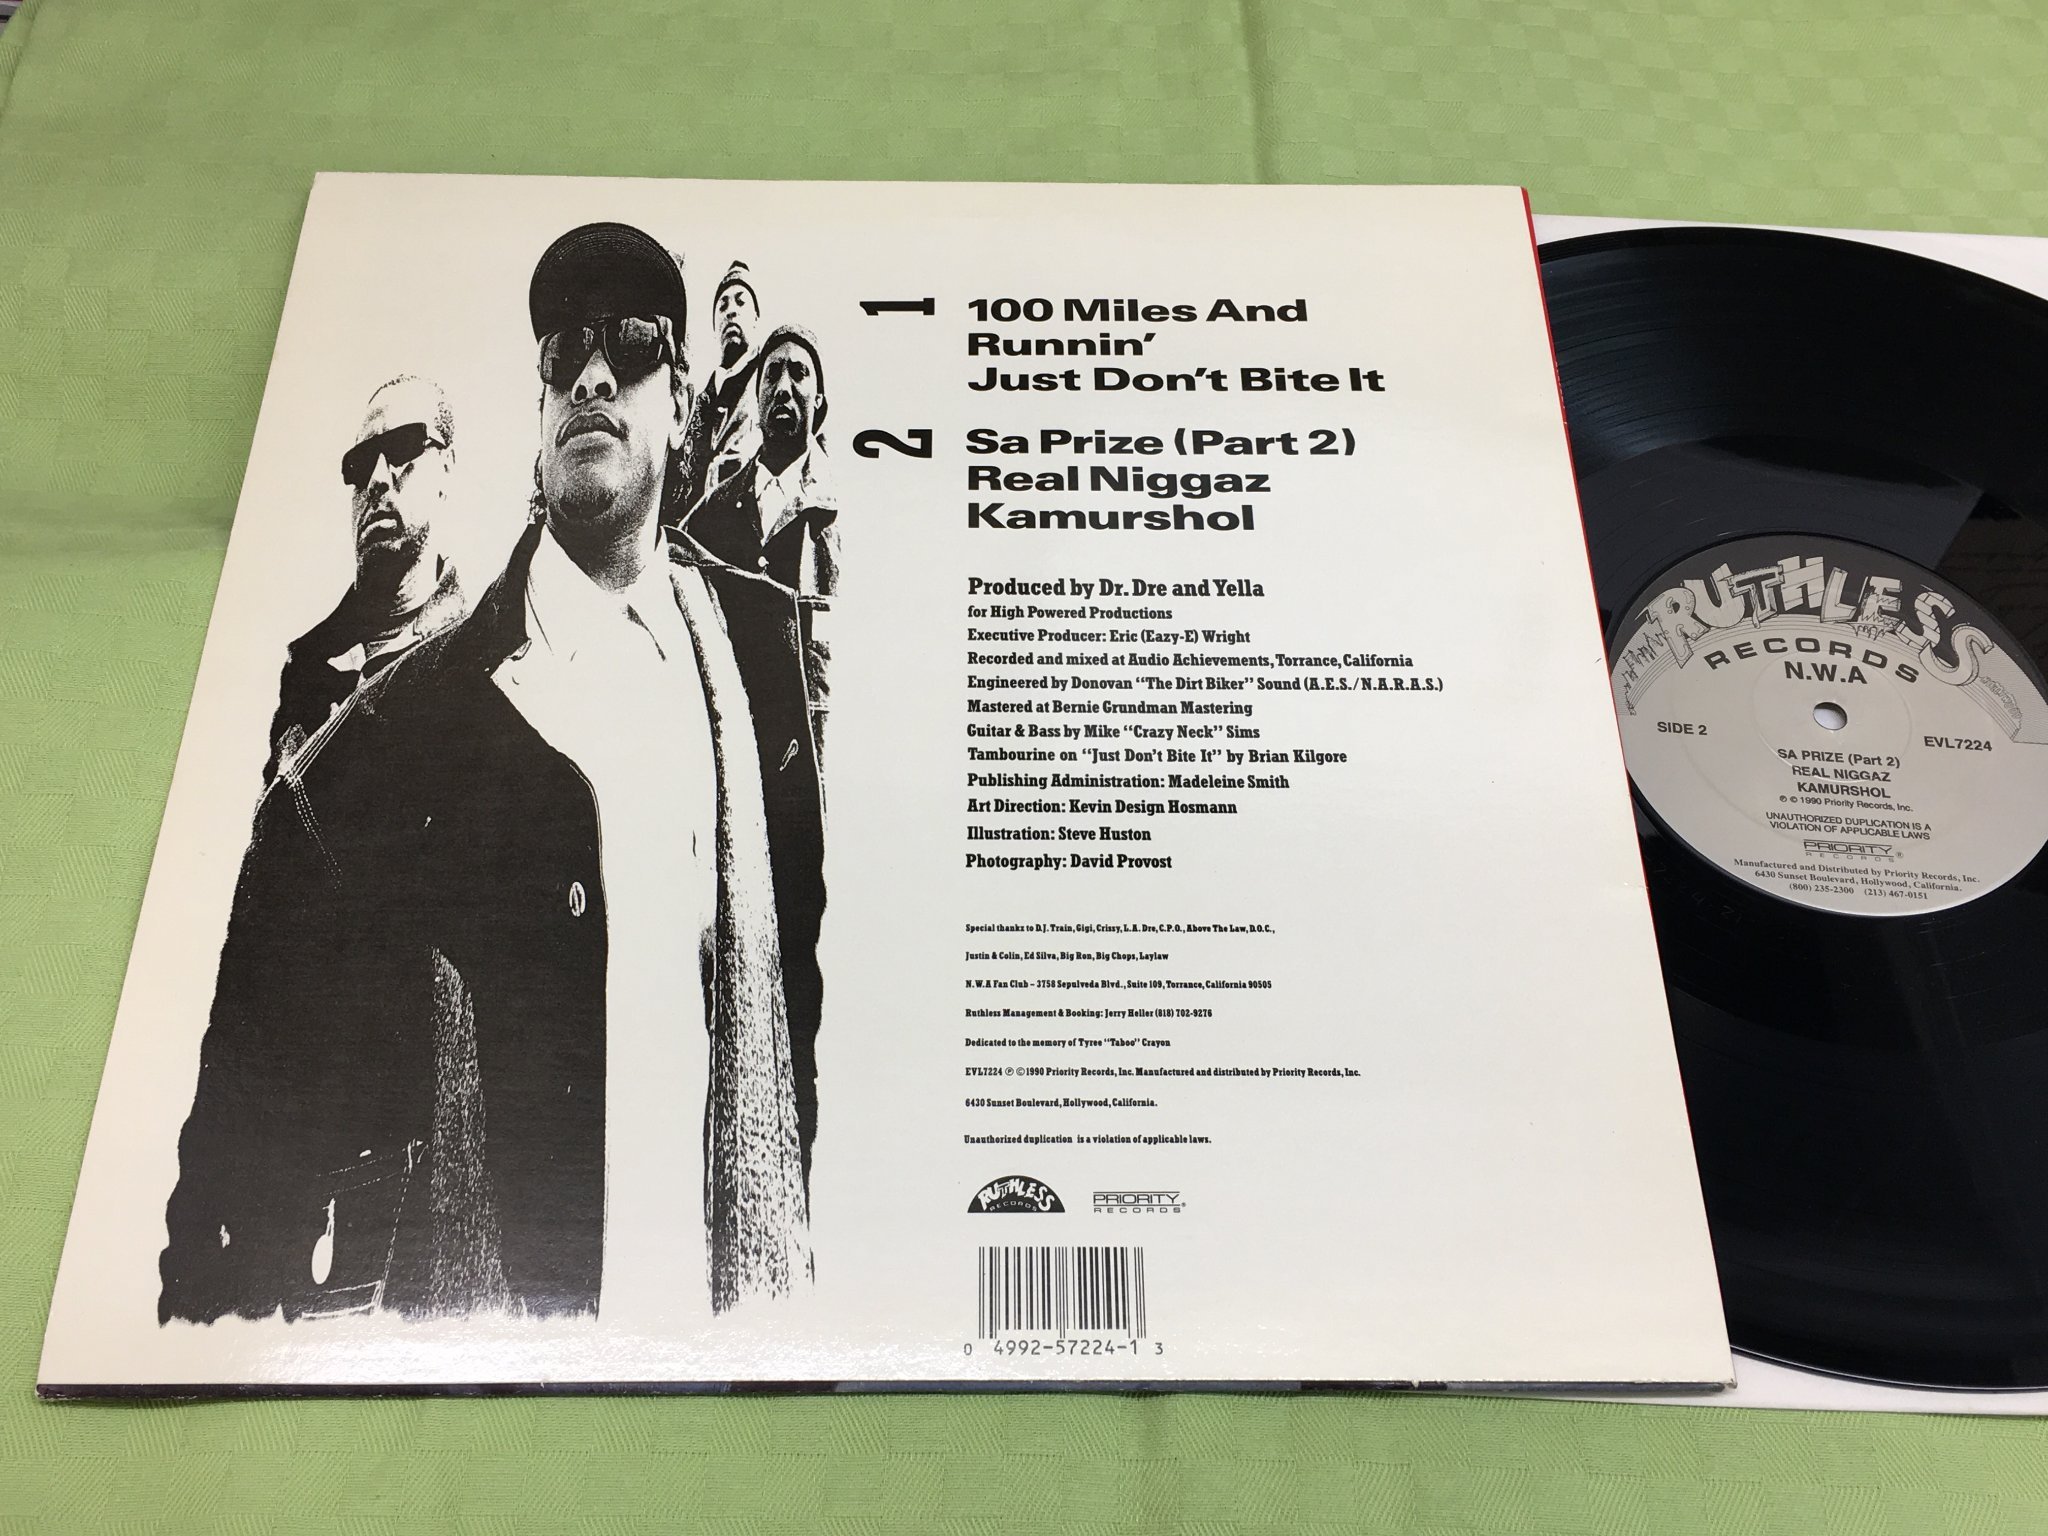 1
100 Miles And
Runnin'
Just Don't Bite It
2
Sa Prize (Part 2)
Real Niggaz
Kamurshol
Produced by Dr. Dre and Yella
for High Powered Productions
Executive Producer: Eric (Eazy-E) Wright
Recorded and mixed at Audio Achievements, Torrance, California
Engineered by Donovan “The Dirt Biker” Sound (A.E.S./N.A.R.A.S.)
Mastered at Bernie Grundman Mastering
Guitar & Bass by Mike “Crazy Neck” Sims
Tambourine on “Just Don't Bite It” by Brian Kilgore
Publishing Administration: Madeleine Smith
Art Direction: Kevin Design Hosmann
Illustration: Steve Huston
Photography: David Provost
Special thankz to D.J. Train, Gigi, Crissy, L.A. Dre, C.P.O., Above The Law, D.O.C.,
Justin & Colin, Ed Silva, Big Ron, Big Chops, Laylaw
N.W.A Fan Club – 3758 Sepulveda Blvd., Suite 109, Torrance, California 90505
Ruthless Management & Booking: Jerry Heller (818) 702-9276
Dedicated to the memory of Tyree “Taboo” Crayon
EVL7224 ℗ ©1990 Priority Records, Inc. Manufactured and distributed by Priority Records, Inc.
6430 Sunset Boulevard, Hollywood, California.
Unauthorized duplication is a violation of applicable laws.
RUTHLESS
RECORDS
PRIORITY
RECORDS®
0 4992-57224-1 3
RUTHLESS
RECORDS
N.W.A
SIDE 2
EVL7224
SA PRIZE (Part 2)
REAL NIGGAZ
KAMURSHOL
℗ © 1990 Priority Records, Inc.
UNAUTHORIZED DUPLICATION IS A
VIOLATION OF APPLICABLE LAWS
PRIORITY
RECORDS®
Manufactured and Distributed by Priority Records, Inc.
6430 Sunset Boulevard, Hollywood, California.
(800) 235-2300 (213) 467-0151